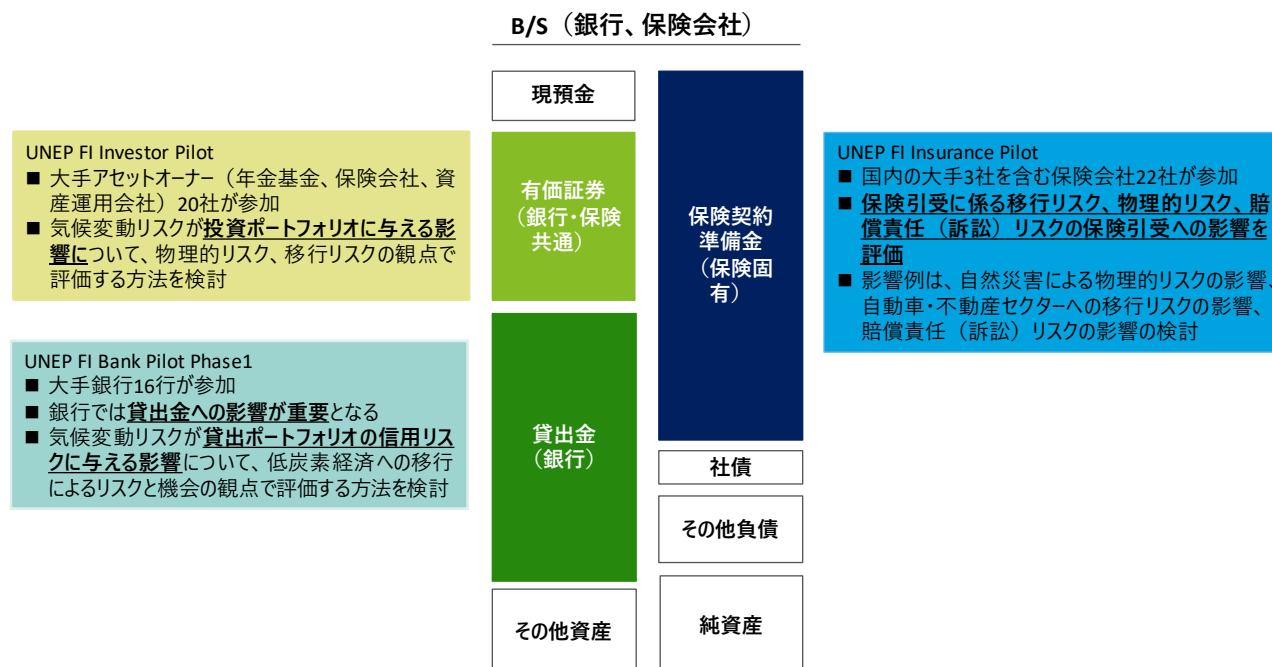 B/S（銀行、保険会社）
UNEP FI Investor Pilot
■ 大手アセットオーナー（年金基金、保険会社、資
産運用会社）20社が参加
■ 気候変動リスクが投資ポートフォリオに与える影
響について、物理的リスク、移行リスクの観点で
評価する方法を検討
UNEP FI Bank Pilot Phase1
■ 大手銀行16行が参加
■ 銀行では貸出金への影響が重要となる
■ 気候変動リスクが貸出ポートフォリオの信用リス
クに与える影響について、低炭素経済への移行
によるリスクと機会の観点で評価する方法を検討
現預金
有価証券
（銀行・保険
共通）
貸出金
（銀行）
その他資産
保険契約
準備金
（保険固
有）
社債
その他負債
純資産
UNEP FI Insurance Pilot
■ 国内の大手3社を含む保険会社22社が参加
■ 保険引受に係る移行リスク、物理的リスク、賠
償責任（訴訟）リスクの保険引受への影響を
評価
■ 影響例は、自然災害による物理的リスクの影響、
自動車・不動産セクターへの移行リスクの影響、
賠償責任（訴訟）リスクの影響の検討